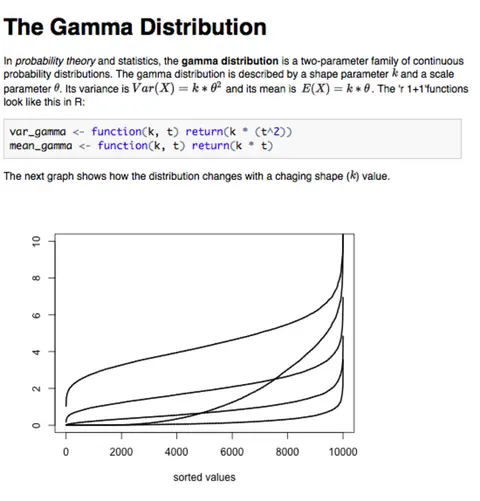 The Gamma Distribution
In probability theory and statistics, the gamma distribution is a two-parameter family of continuous
probability distributions. The gamma distribution is described by a shape parameter k and a scale
parameter θ. Its variance is Var(X) = k * θ² and its mean is E(X) = k * θ. The 'r 1+1'functions
look like this in R:
var_gamma <- function(k, t) return(k * (t^2))
mean_gamma <- function(k, t) return(k * t)
The next graph shows how the distribution changes with a chaging shape (k) value.
10
8
6
4
2
0
0 2000 4000 6000 8000 10000
sorted values